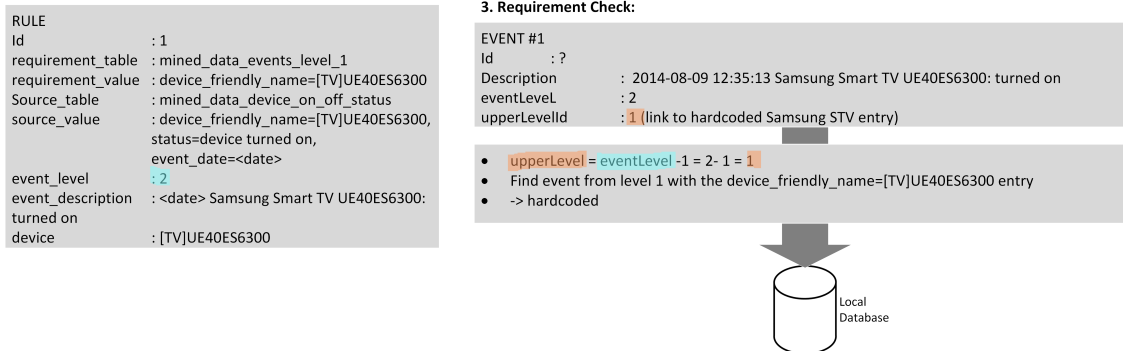 RULE
Id : 1
requirement_table : mined_data_events_level_1
requirement_value : device_friendly_name=[TV]UE40ES6300
Source_table : mined_data_device_on_off_status
source_value : device_friendly_name=[TV]UE40ES6300,
status=device turned on,
event_date=<date>
event_level : 2
event_description : <date> Samsung Smart TV UE40ES6300:
turned on
device : [TV]UE40ES6300
3. Requirement Check:
EVENT #1
Id : ?
Description : 2014-08-09 12:35:13 Samsung Smart TV UE40ES6300: turned on
eventLeveL : 2
upperLevelId : 1 (link to hardcoded Samsung STV entry)
• upperLevel = eventLevel -1 = 2- 1 = 1
• Find event from level 1 with the device_friendly_name=[TV]UE40ES6300 entry
• -> hardcoded
Local
Database